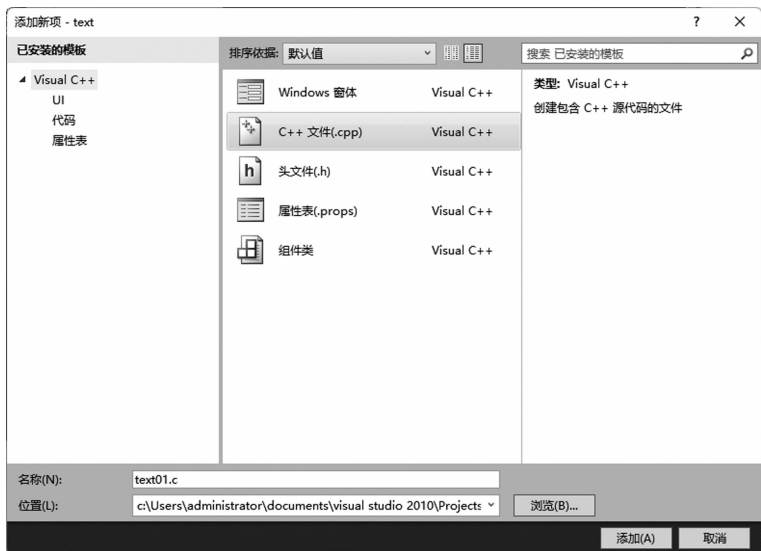 添加新项 - text
? ×
已安装的模板
Visual C++
UI
代码
属性表
排序依据: 默认值
Windows 窗体 Visual C++
C++ 文件(.cpp) Visual C++
头文件(.h) Visual C++
属性表(.props) Visual C++
组件类 Visual C++
搜索 已安装的模板
类型: Visual C++
创建包含 C++ 源代码的文件
名称(N): text01.c
位置(L): c:\Users\administrator\documents\visual studio 2010\Projects 浏览(B)...
添加(A) 取消